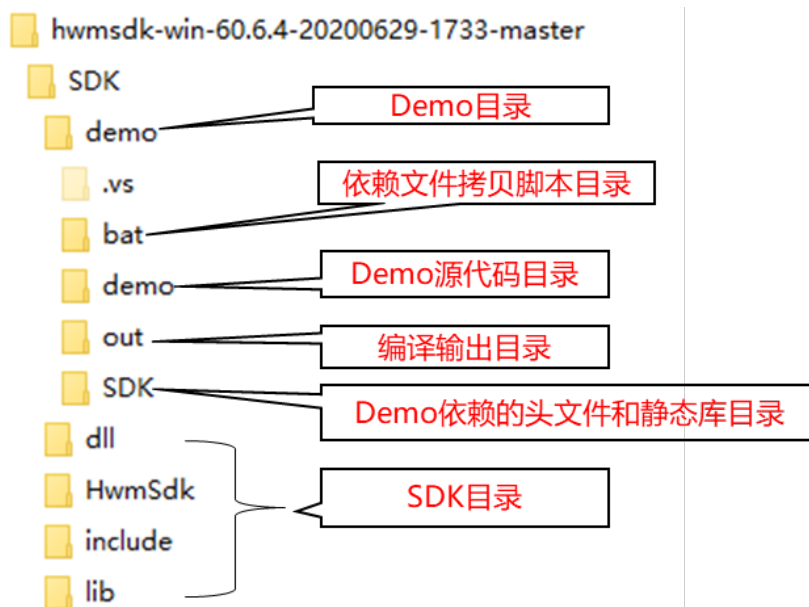 hwmsdk-win-60.6.4-20200629-1733-master
SDK
demo
Demo目录
.vs
依赖文件拷贝脚本目录
bat
demo
Demo源代码目录
out
编译输出目录
SDK
Demo依赖的头文件和静态库目录
dll
HwmSdk
SDK目录
include
lib